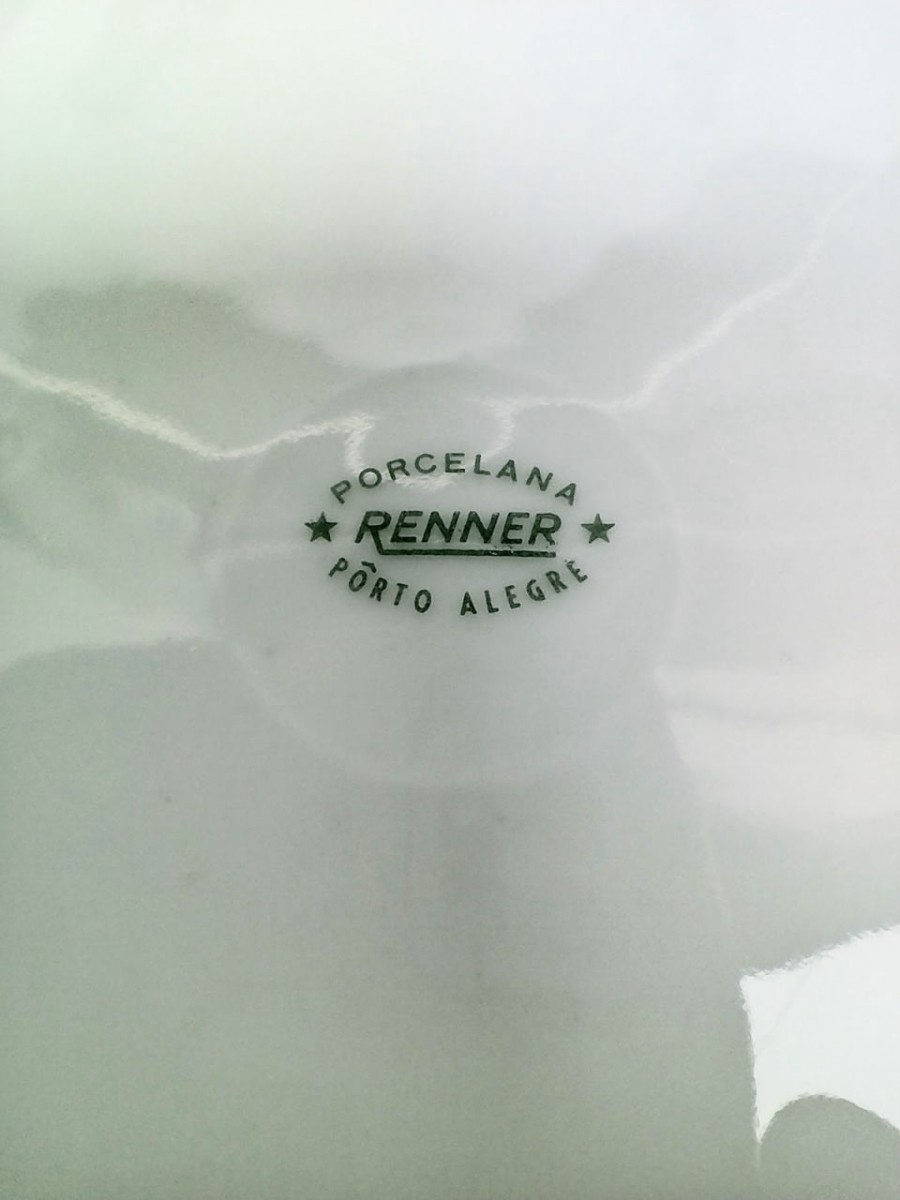 PORCELANA
★ RENNER ★
PÔRTO ALEGRE